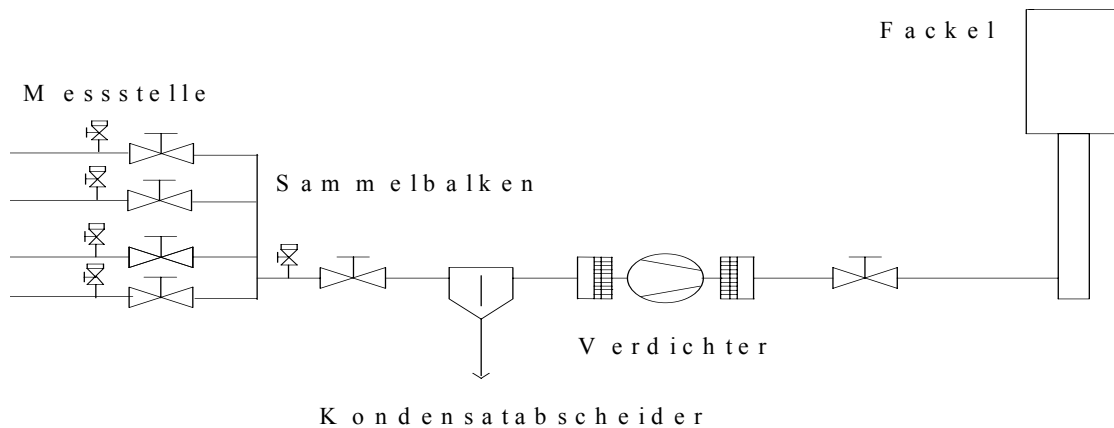 Fackel
Messstelle
Sammelbalken
Verdichter
Kondensatabscheider